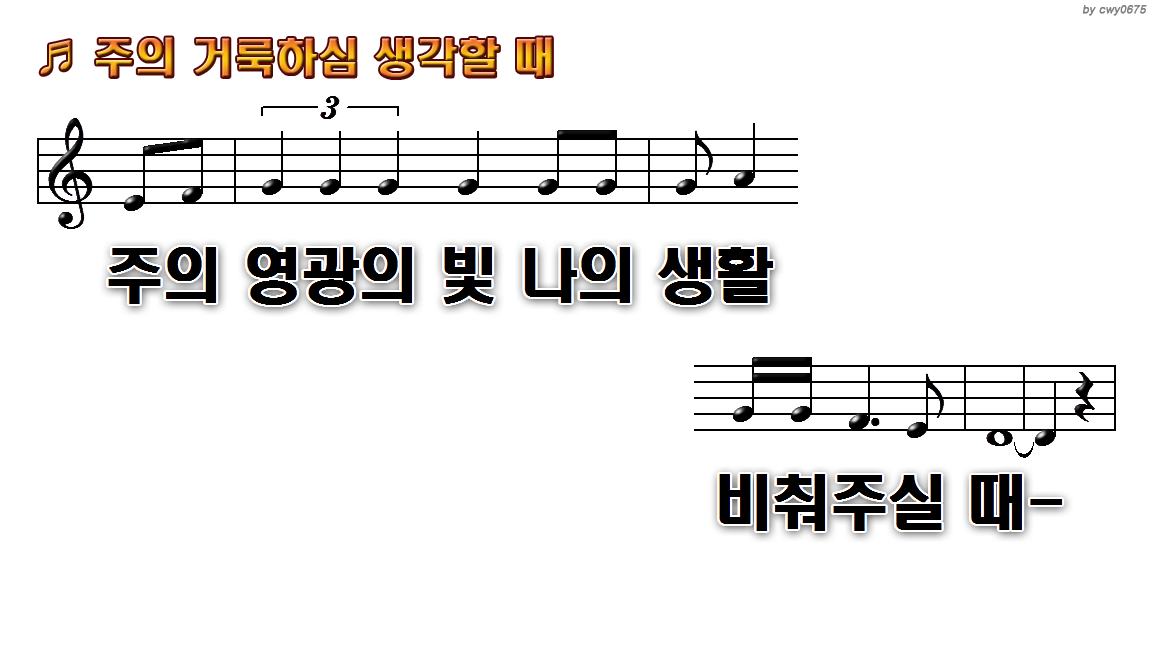 by cwy0675
♬ 주의 거룩하심 생각할 때
3
주의 영광의 빛 나의 생활
비춰주실 때-